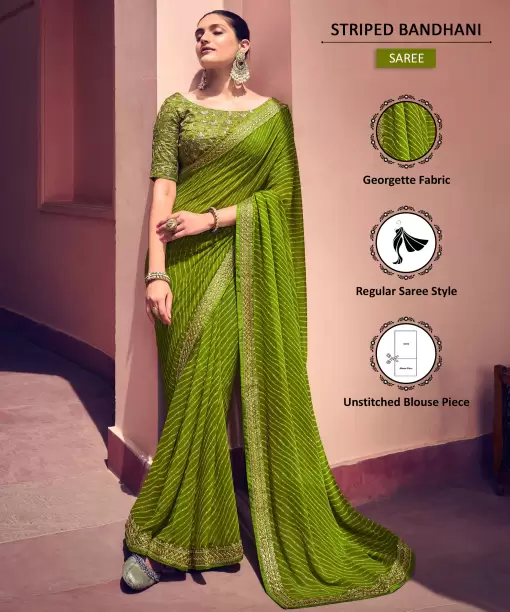 STRIPED BANDHANI
SAREE
Georgette Fabric
Regular Saree Style
Unstitched Blouse Piece